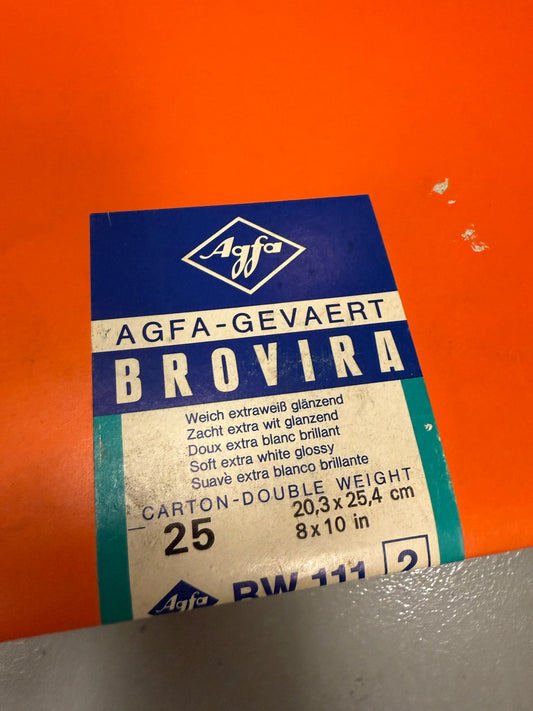 Agfa
AGFA-GEVAERT
BROVIRA
Weich extraweiß glänzend
Zacht extra wit glanzend
Doux extra blanc brillant
Soft extra white glossy
Suavè extra blanco brillante
CARTON-DOUBLE WEIGHT
25
20,3 x 25,4 cm
8 x 10 in
Agfa
BW 111
2